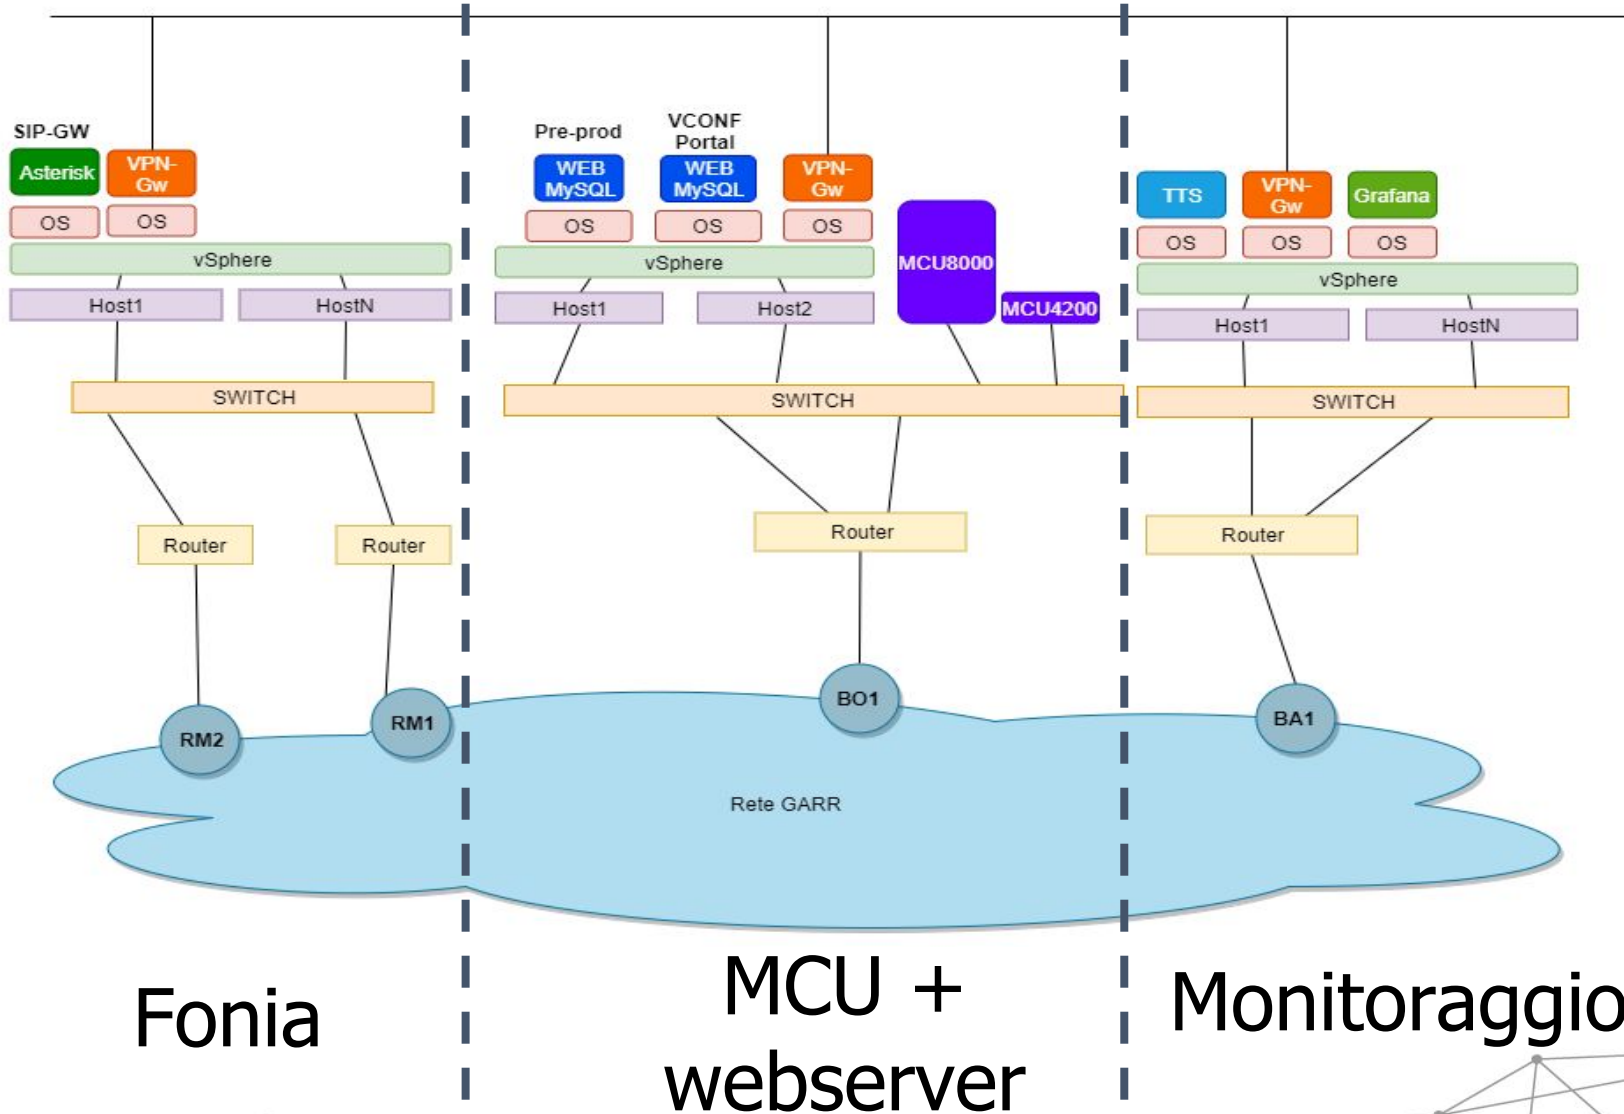 SIP-GW
Asterisk
VPN-
Gw
OS
OS
vSphere
Host1
HostN
SWITCH
Router
Router
RM2
RM1
Pre-prod
VCONF
Portal
WEB
MySQL
WEB
MySQL
VPN-
Gw
OS
OS
OS
vSphere
Host1
Host2
MCU8000
MCU4200
SWITCH
Router
BO1
TTS
VPN-
Gw
Grafana
OS
OS
OS
vSphere
Host1
HostN
SWITCH
Router
BA1
Rete GARR
Fonia
MCU +
webserver
Monitoraggio